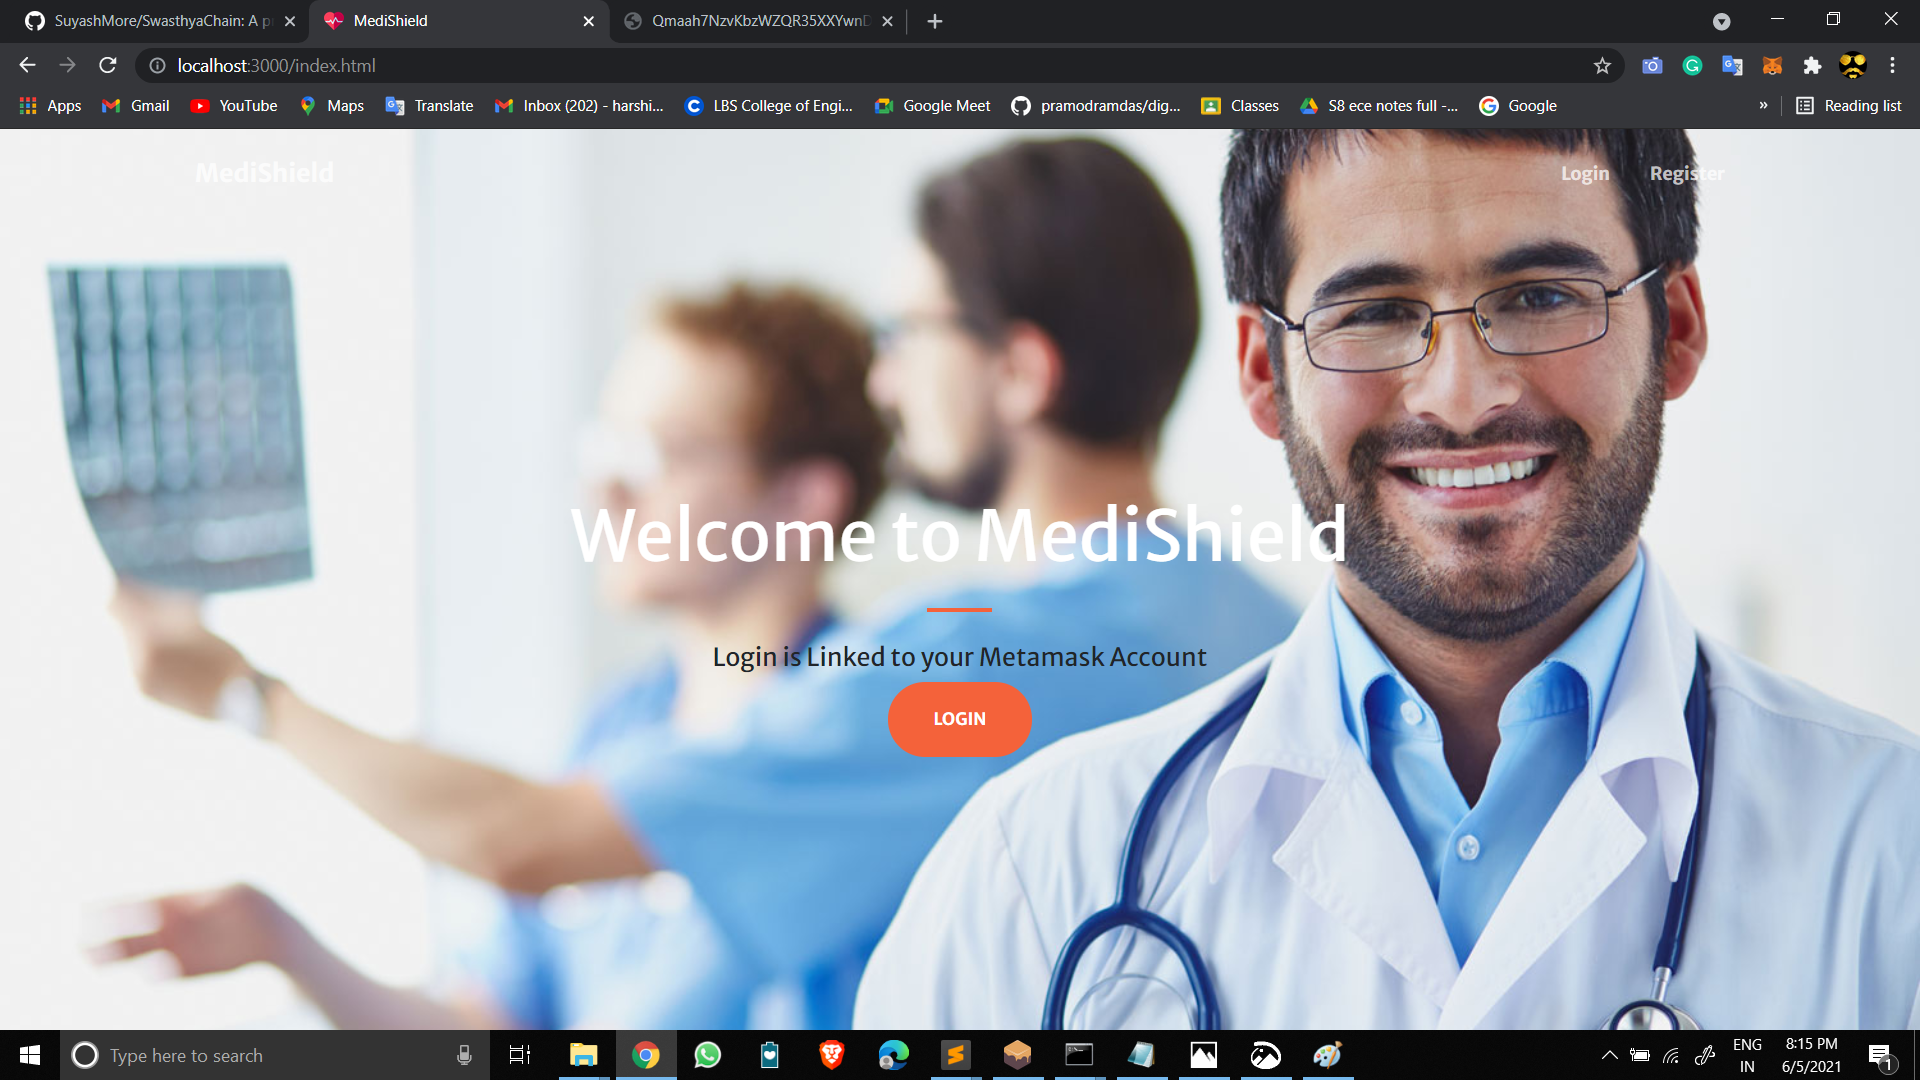 SuyashMore/SwasthyaChain: A p
MediShield
Qmaah7NzvKbzWZQR35XXYwnD
localhost:3000/index.html
Apps
Gmail
YouTube
Maps
Translate
Inbox (202) - harshi...
LBS College of Engi...
Google Meet
pramodramdas/dig...
Classes
S8 ece notes full -...
Google
»
Reading list
MediShield
Login
Register
Welcome to MediShield
Login is Linked to your Metamask Account
LOGIN
Type here to search
ENG
IN
8:15 PM
6/5/2021
1